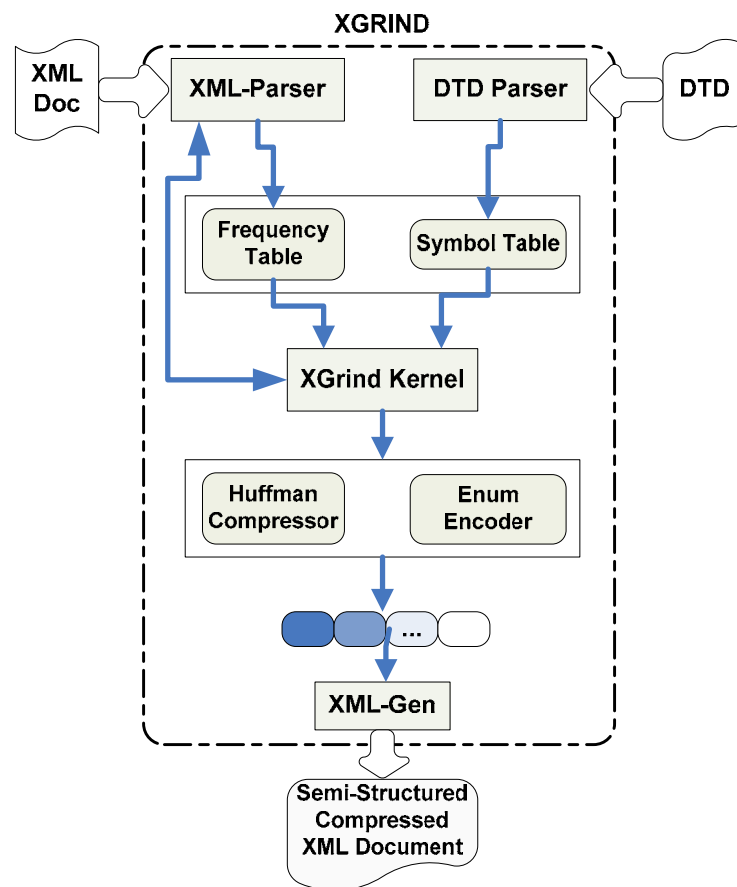 XGRIND
XML
Doc
XML-Parser
DTD Parser
DTD
Frequency
Table
Symbol Table
XGrind Kernel
Huffman
Compressor
Enum
Encoder
...
XML-Gen
Semi-Structured
Compressed
XML Document